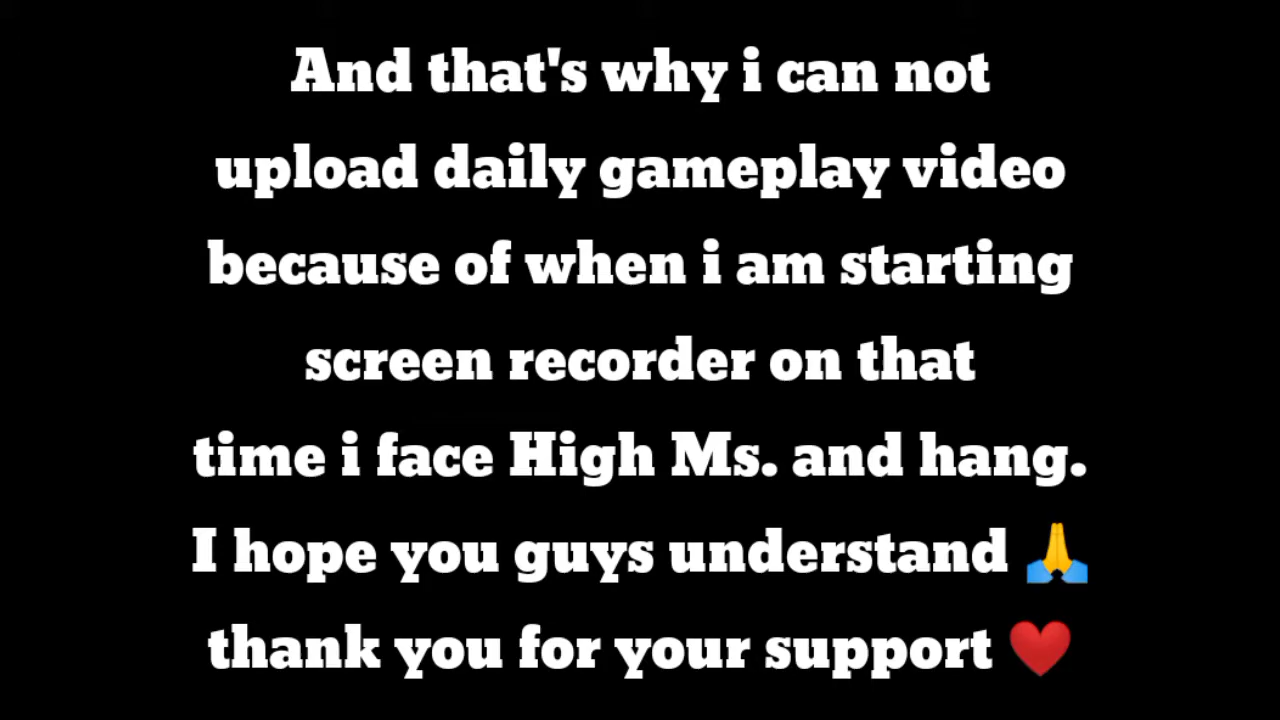 And that's why i can not
upload daily gameplay video
because of when i am starting
screen recorder on that
time i face High Ms. and hang.
I hope you guys understand 🙏
thank you for your support ❤️